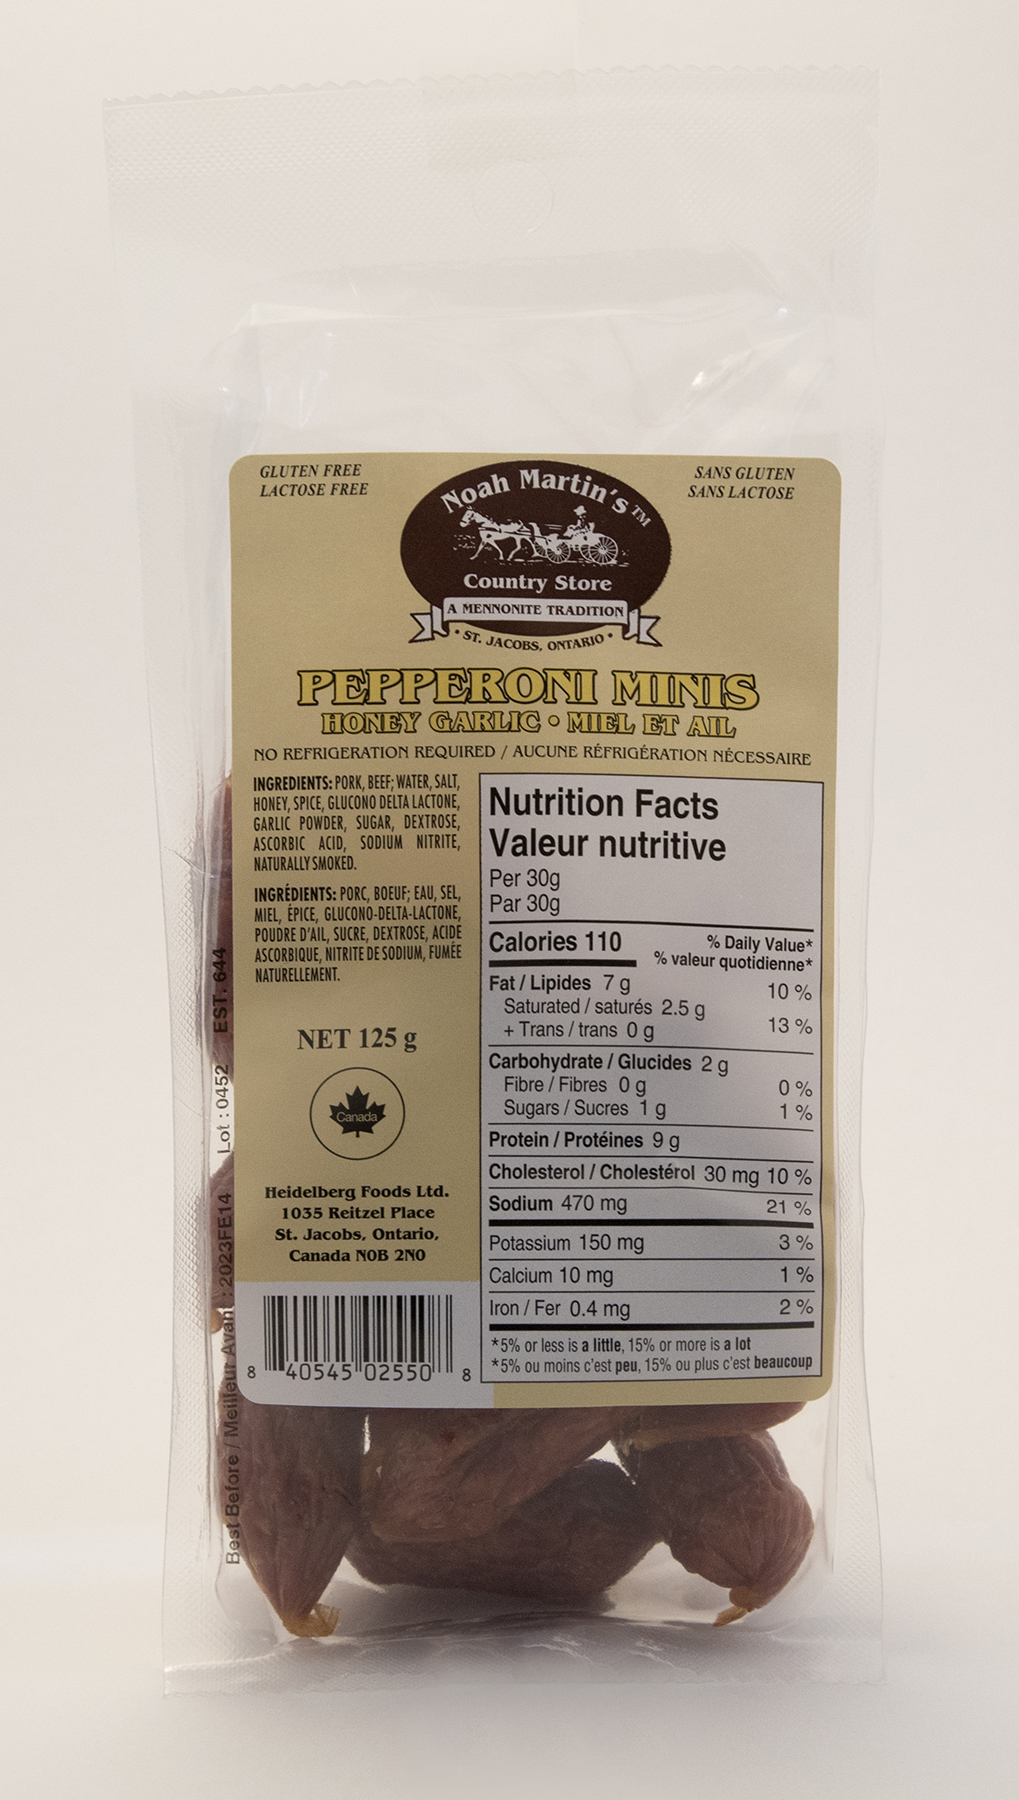 GLUTEN FREE
LACTOSE FREE
SANS GLUTEN
SANS LACTOSE
Noah Martin's™
Country Store
A MENNONITE TRADITION
• ST. JACOBS, ONTARIO •
PEPPERONI MINIS
HONEY GARLIC • MIEL ET AIL
NO REFRIGERATION REQUIRED / AUCUNE RÉFRIGÉRATION NÉCESSAIRE
INGREDIENTS: PORK, BEEF; WATER, SALT,
HONEY, SPICE, GLUCONO DELTA LACTONE,
GARLIC POWDER, SUGAR, DEXTROSE,
ASCORBIC ACID, SODIUM NITRITE,
NATURALLY SMOKED.
INGRÉDIENTS: PORC, BOEUF; EAU, SEL,
MIEL, ÉPICE, GLUCONO-DELTA-LACTONE,
POUDRE D'AIL, SUCRE, DEXTROSE, ACIDE
ASCORBIQUE, NITRITE DE SODIUM, FUMÉE
NATURELLEMENT.
NET 125 g
Canada
Heidelberg Foods Ltd.
1035 Reitzel Place
St. Jacobs, Ontario,
Canada N0B 2N0
8 40545 02550 8
Nutrition Facts
Valeur nutritive
Per 30g
Par 30g
Calories 110
% Daily Value*
% valeur quotidienne*
Fat / Lipides 7 g 10 %
Saturated / saturés 2.5 g
+ Trans / trans 0 g 13 %
Carbohydrate / Glucides 2 g
Fibre / Fibres 0 g 0 %
Sugars / Sucres 1 g 1 %
Protein / Protéines 9 g
Cholesterol / Cholestérol 30 mg 10 %
Sodium 470 mg 21 %
Potassium 150 mg 3 %
Calcium 10 mg 1 %
Iron / Fer 0.4 mg 2 %
*5% or less is a little, 15% or more is a lot
*5% ou moins c'est peu, 15% ou plus c'est beaucoup
Best Before / Meilleur Avant : 2023FE14 Lot : 0452 EST. 644